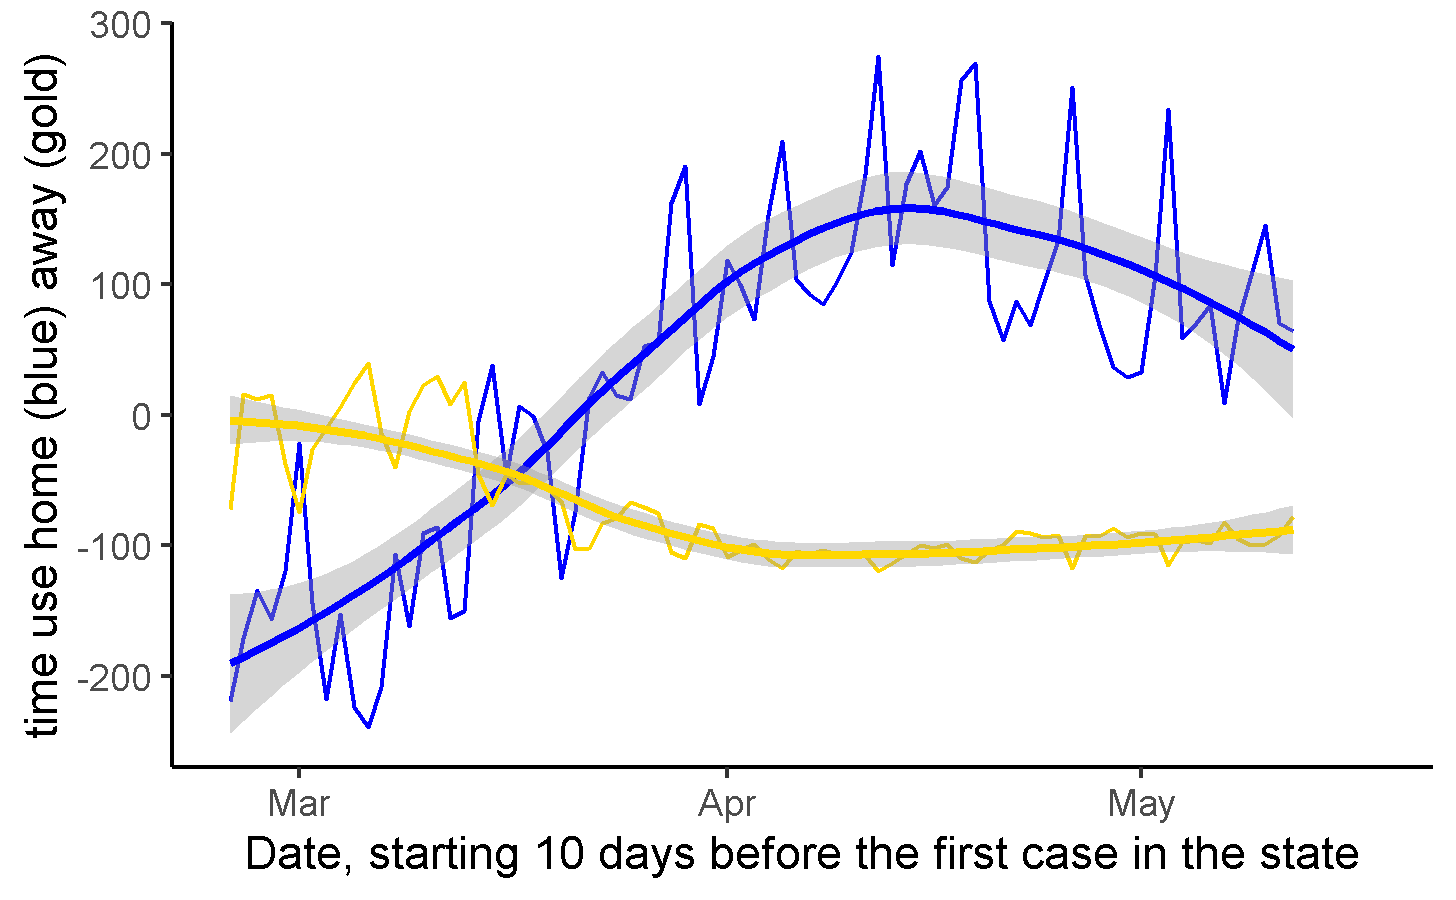 time use home (blue) away (gold)
300
200
100
0
-100
-200
Mar
Apr
May
Date, starting 10 days before the first case in the state